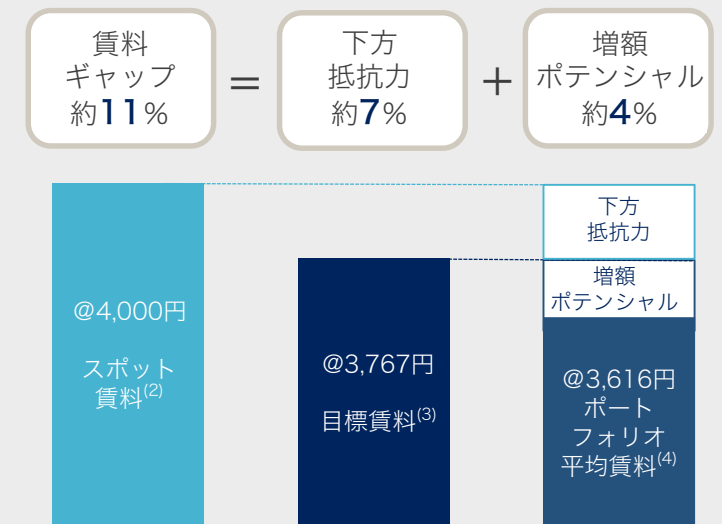 賃料
ギャップ
約11%
=
下方
抵抗力
約7%
+
増額
ポテンシャル
約4%
@4,000円
スポット
賃料(2)
@3,767円
目標賃料(3)
下方
抵抗力
増額
ポテンシャル
@3,616円
ポート
フォリオ
平均賃料(4)